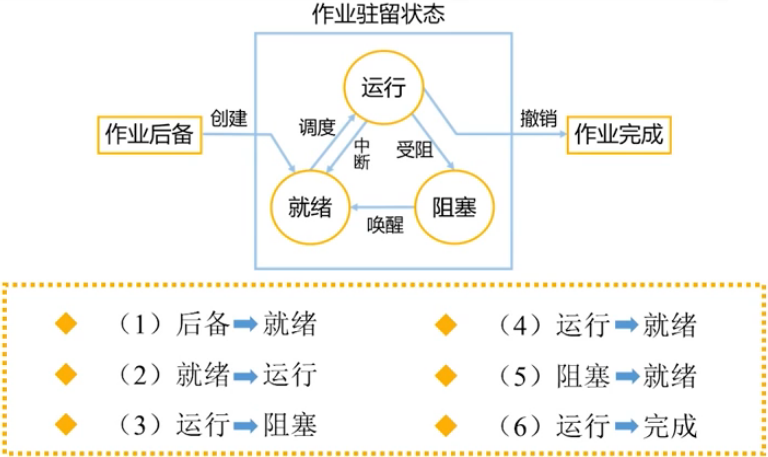 作业驻留状态
运行
作业后备
创建
调度
中断
受阻
撤销
作业完成
就绪
唤醒
阻塞
（1）后备➡就绪
（2）就绪➡运行
（3）运行➡阻塞
（4）运行➡就绪
（5）阻塞➡就绪
（6）运行➡完成